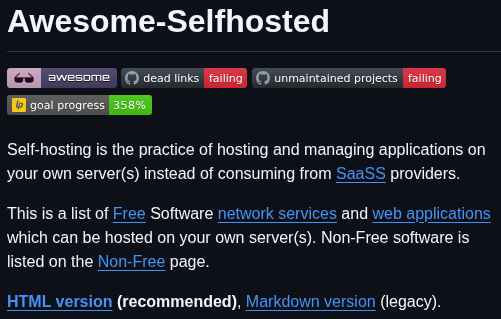 Awesome-Selfhosted
awesome dead links failing unmaintained projects failing
goal progress 358%
Self-hosting is the practice of hosting and managing applications on
your own server(s) instead of consuming from SaaSS providers.
This is a list of Free Software network services and web applications
which can be hosted on your own server(s). Non-Free software is
listed on the Non-Free page.
HTML version (recommended), Markdown version (legacy).